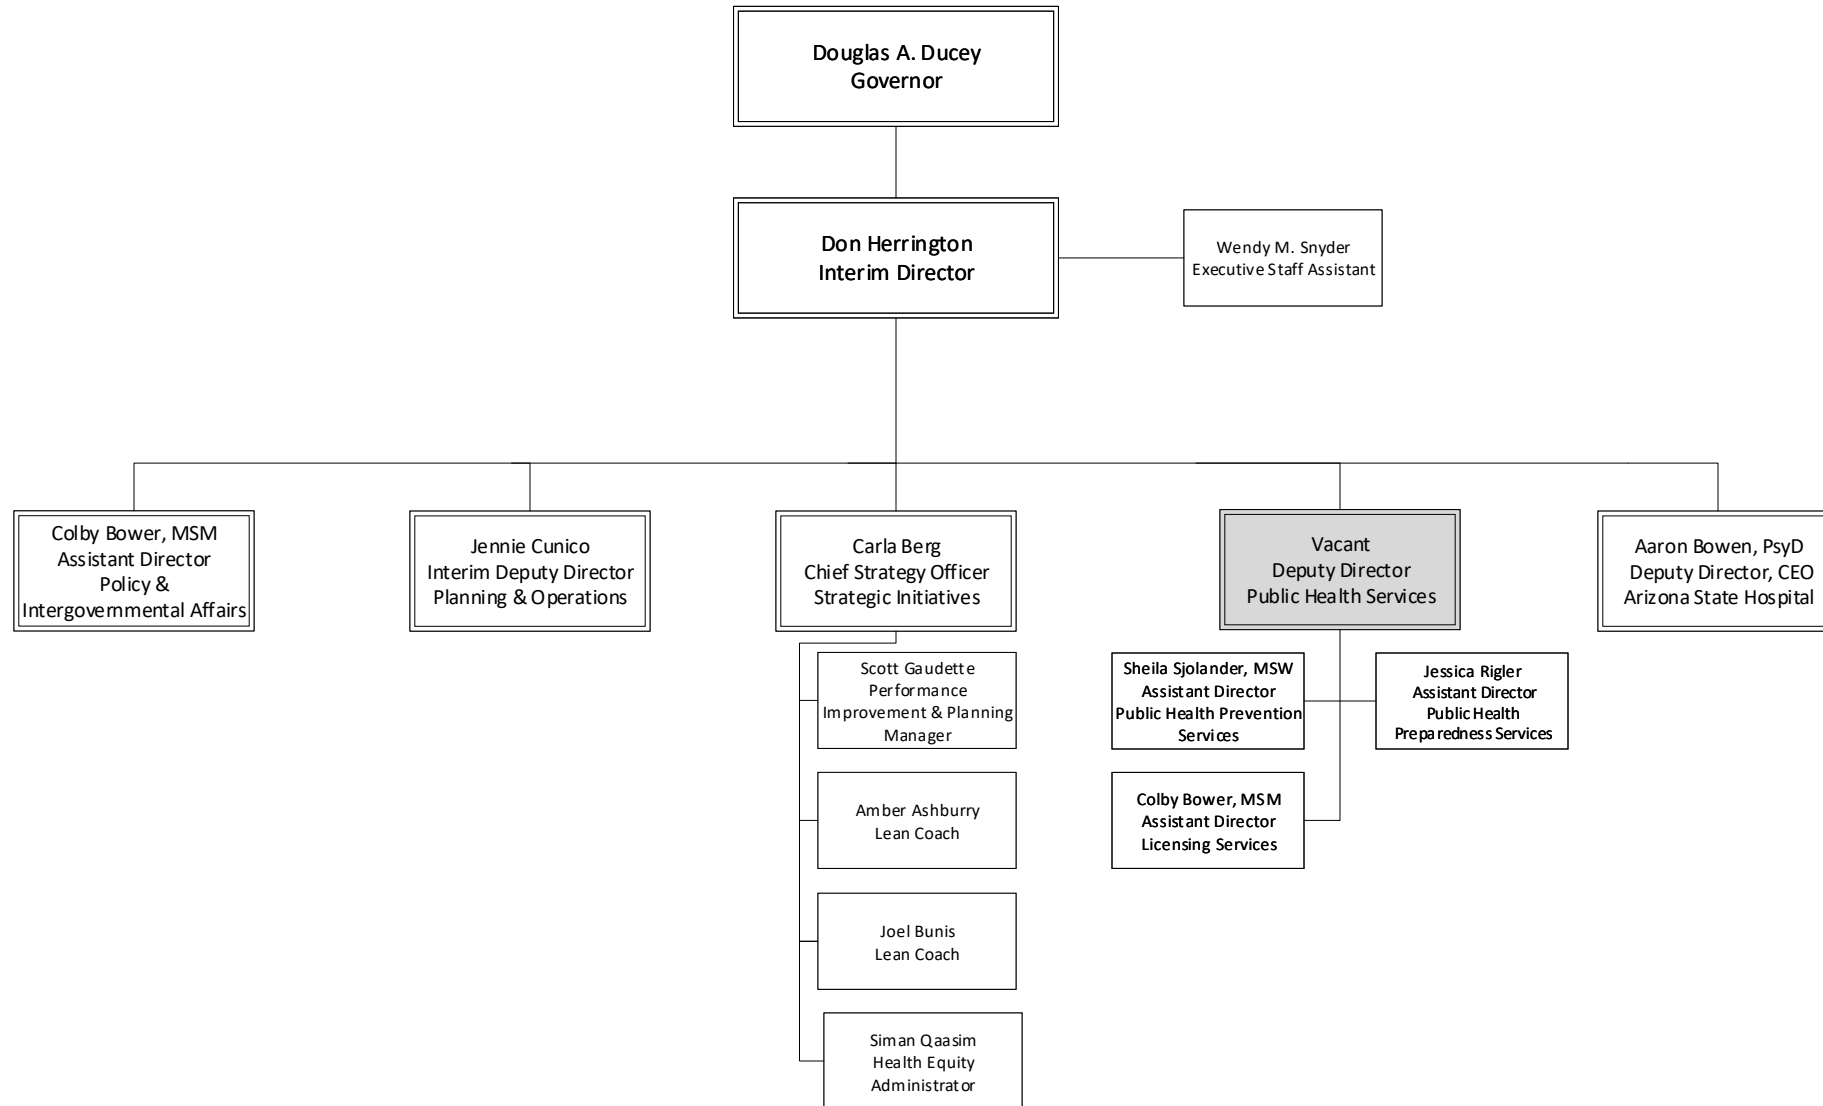 Douglas A. Ducey
Governor
Don Herrington
Interim Director
Wendy M. Snyder
Executive Staff Assistant
Colby Bower, MSM
Assistant Director
Policy &
Intergovernmental Affairs
Jennie Cunico
Interim Deputy Director
Planning & Operations
Carla Berg
Chief Strategy Officer
Strategic Initiatives
Vacant
Deputy Director
Public Health Services
Aaron Bowen, PsyD
Deputy Director, CEO
Arizona State Hospital
Scott Gaudette
Performance
Improvement & Planning
Manager
Amber Ashburry
Lean Coach
Joel Bunis
Lean Coach
Siman Qaasim
Health Equity
Administrator
Sheila Sjolander, MSW
Assistant Director
Public Health Prevention
Services
Jessica Rigler
Assistant Director
Public Health
Preparedness Services
Colby Bower, MSM
Assistant Director
Licensing Services